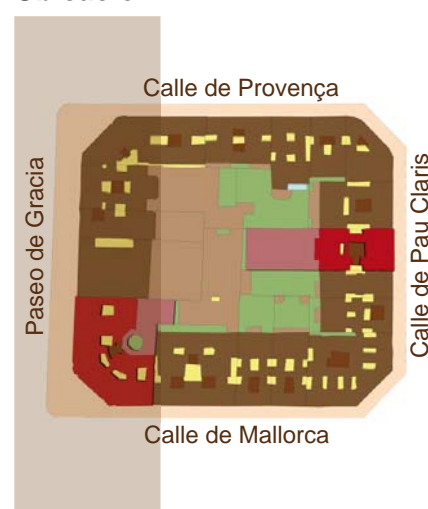 Calle de Provença
Paseo de Gracia
Calle de Pau Claris
Calle de Mallorca